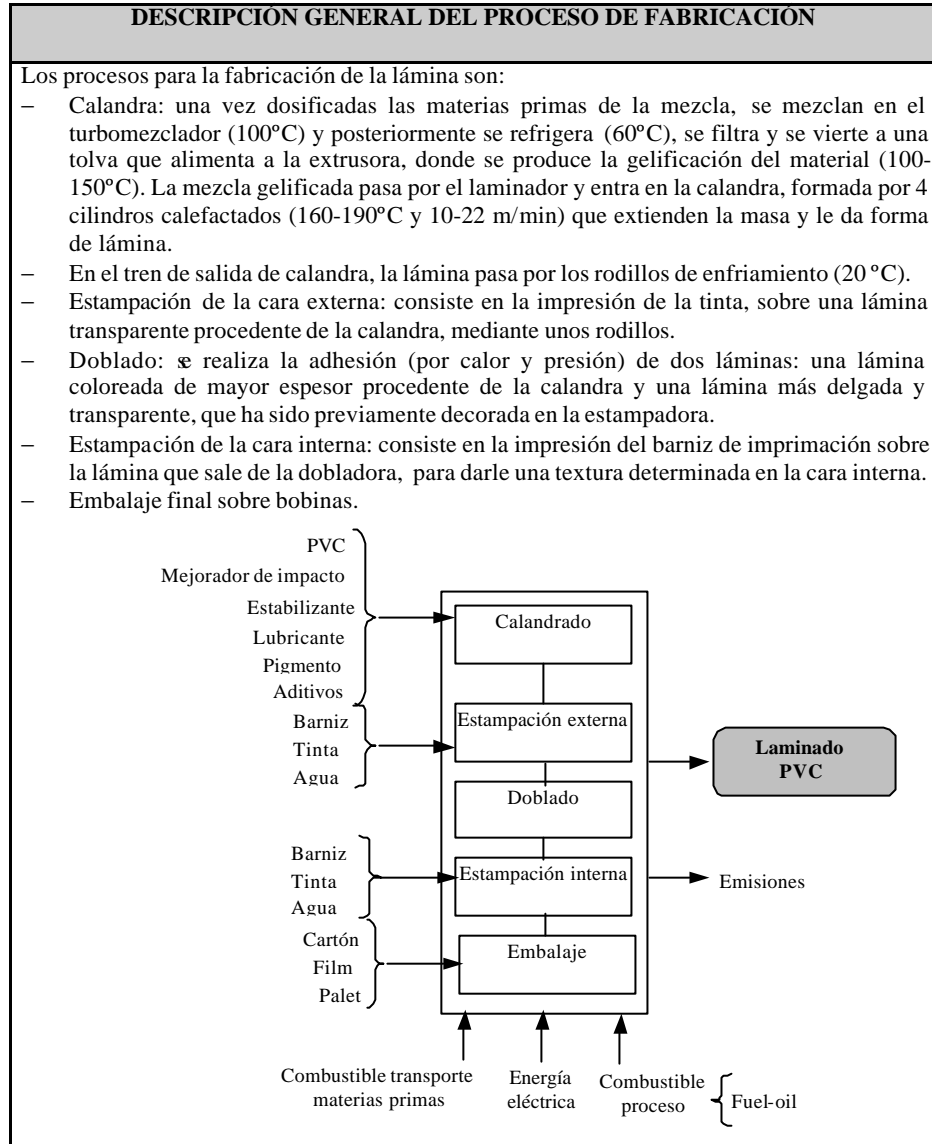 DESCRIPCIÓN GENERAL DEL PROCESO DE FABRICACIÓN
Los procesos para la fabricación de la lámina son:
– Calandra: una vez dosificadas las materias primas de la mezcla, se mezclan en el
turbomezclador (100ºC) y posteriormente se refrigera (60ºC), se filtra y se vierte a una
tolva que alimenta a la extrusora, donde se produce la gelificación del material (100-
150ºC). La mezcla gelificada pasa por el laminador y entra en la calandra, formada por 4
cilindros calefactados (160-190ºC y 10-22 m/min) que extienden la masa y le da forma
de lámina.
– En el tren de salida de calandra, la lámina pasa por los rodillos de enfriamiento (20 ºC).
– Estampación de la cara externa: consiste en la impresión de la tinta, sobre una lámina
transparente procedente de la calandra, mediante unos rodillos.
– Doblado: se realiza la adhesión (por calor y presión) de dos láminas: una lámina
coloreada de mayor espesor procedente de la calandra y una lámina más delgada y
transparente, que ha sido previamente decorada en la estampadora.
– Estampación de la cara interna: consiste en la impresión del barniz de imprimación sobre
la lámina que sale de la dobladora, para darle una textura determinada en la cara interna.
– Embalaje final sobre bobinas.
PVC
Mejorador de impacto
Estabilizante
Lubricante
Pigmento
Aditivos
Barniz
Tinta
Agua
Barniz
Tinta
Agua
Cartón
Film
Palet
Calandrado
Estampación externa
Doblado
Estampación interna
Embalaje
Laminado
PVC
Emisiones
Combustible transporte
materias primas
Energía
eléctrica
Combustible
proceso
Fuel-oil